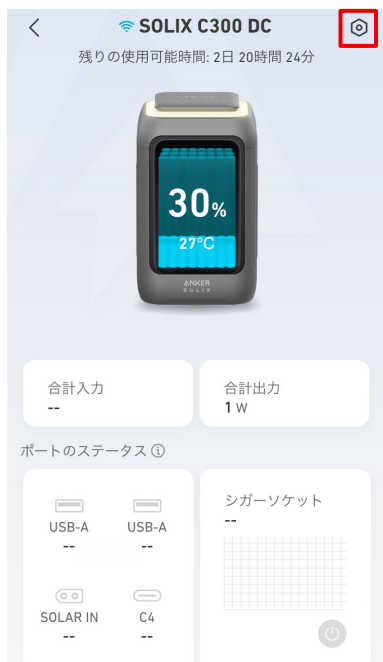 SOLIX C300 DC
残りの使用可能時間: 2日 20時間 24分
30%
27℃
ANKER
SOLIX
合計入力
--
合計出力
1 W
ポートのステータス
USB-A
--
USB-A
--
SOLAR IN
--
C4
--
シガーソケット
--